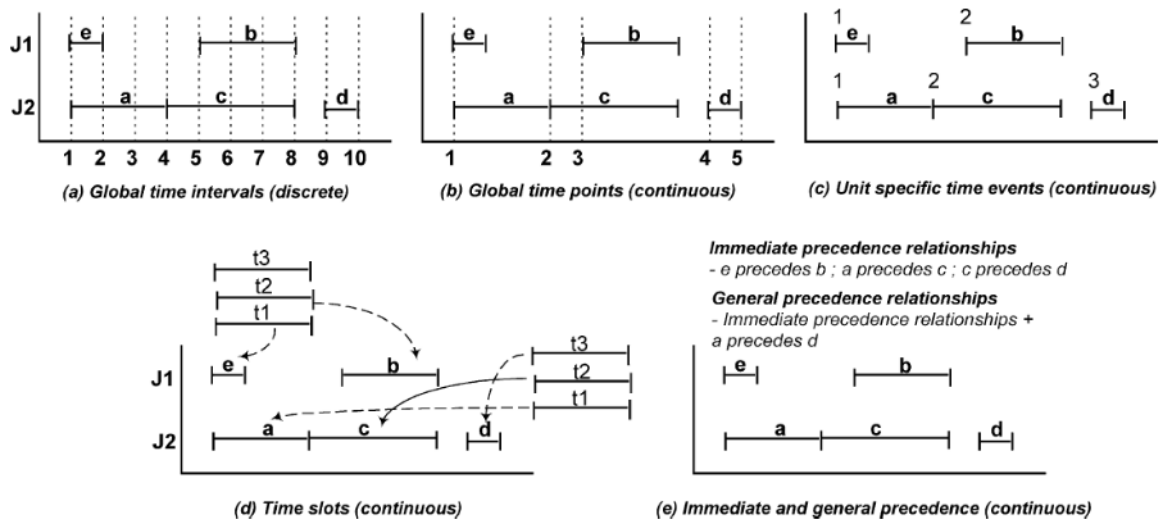 J1 e b
J2 a c d
1 2 3 4 5 6 7 8 9 10
(a) Global time intervals (discrete)
e b
a c d
1 2 3 4 5
(b) Global time points (continuous)
1 2
e b
1 2 3
a c d
(c) Unit specific time events (continuous)
t3
t2
t1
t3
t2
t1
J1 e b
J2 a c d
(d) Time slots (continuous)
Immediate precedence relationships
- e precedes b ; a precedes c ; c precedes d
General precedence relationships
- Immediate precedence relationships +
a precedes d
e b
a c d
(e) Immediate and general precedence (continuous)